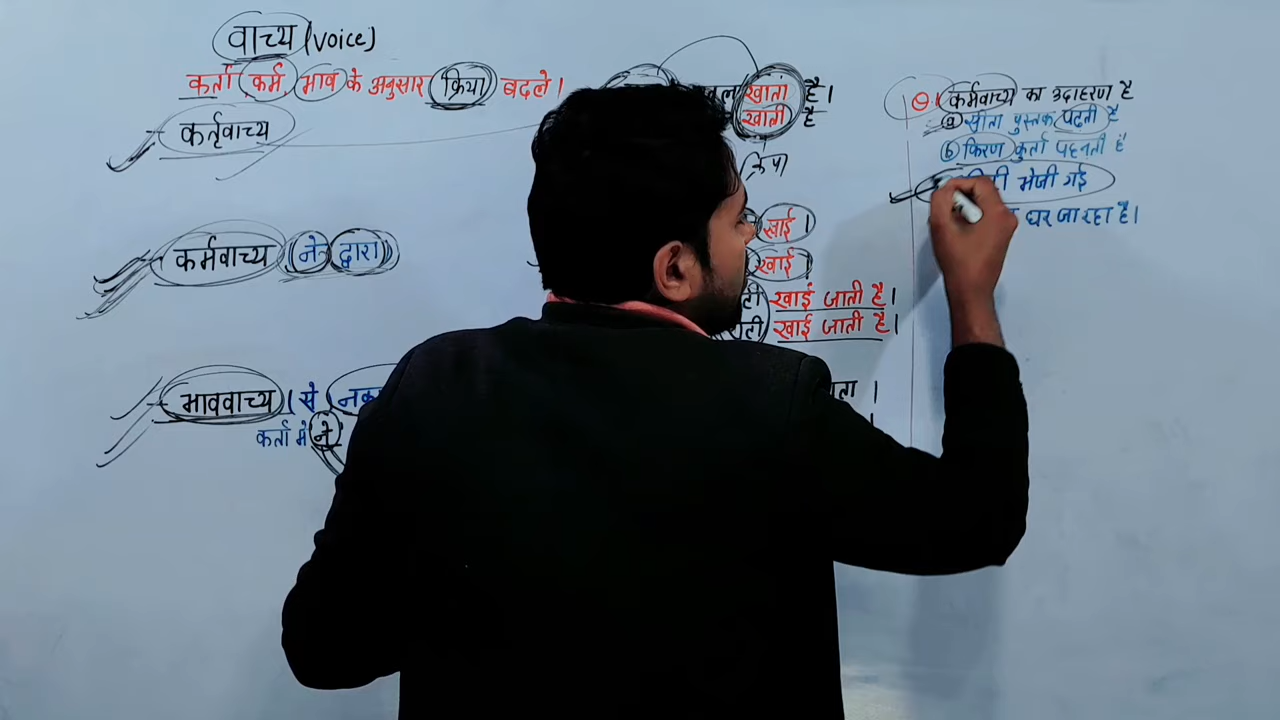 वाच्य (voice)
कर्ता कर्म, भाव के अनुसार क्रिया बदले।
कर्तृवाच्य
कर्मवाच्य (ने द्वारा)
भाववाच्य (से
कर्ता में ने
खाता है।
खाती है
क्रिया
खाई।
खाई।
खाई जाती है।
खाई जाती है।
Q1 कर्मवाच्य का उदाहरण है
(a) सीता पुस्तक पढ़ती है
(b) किरण कुर्ता पहनती है
भेजी गई
घर जा रहा है।